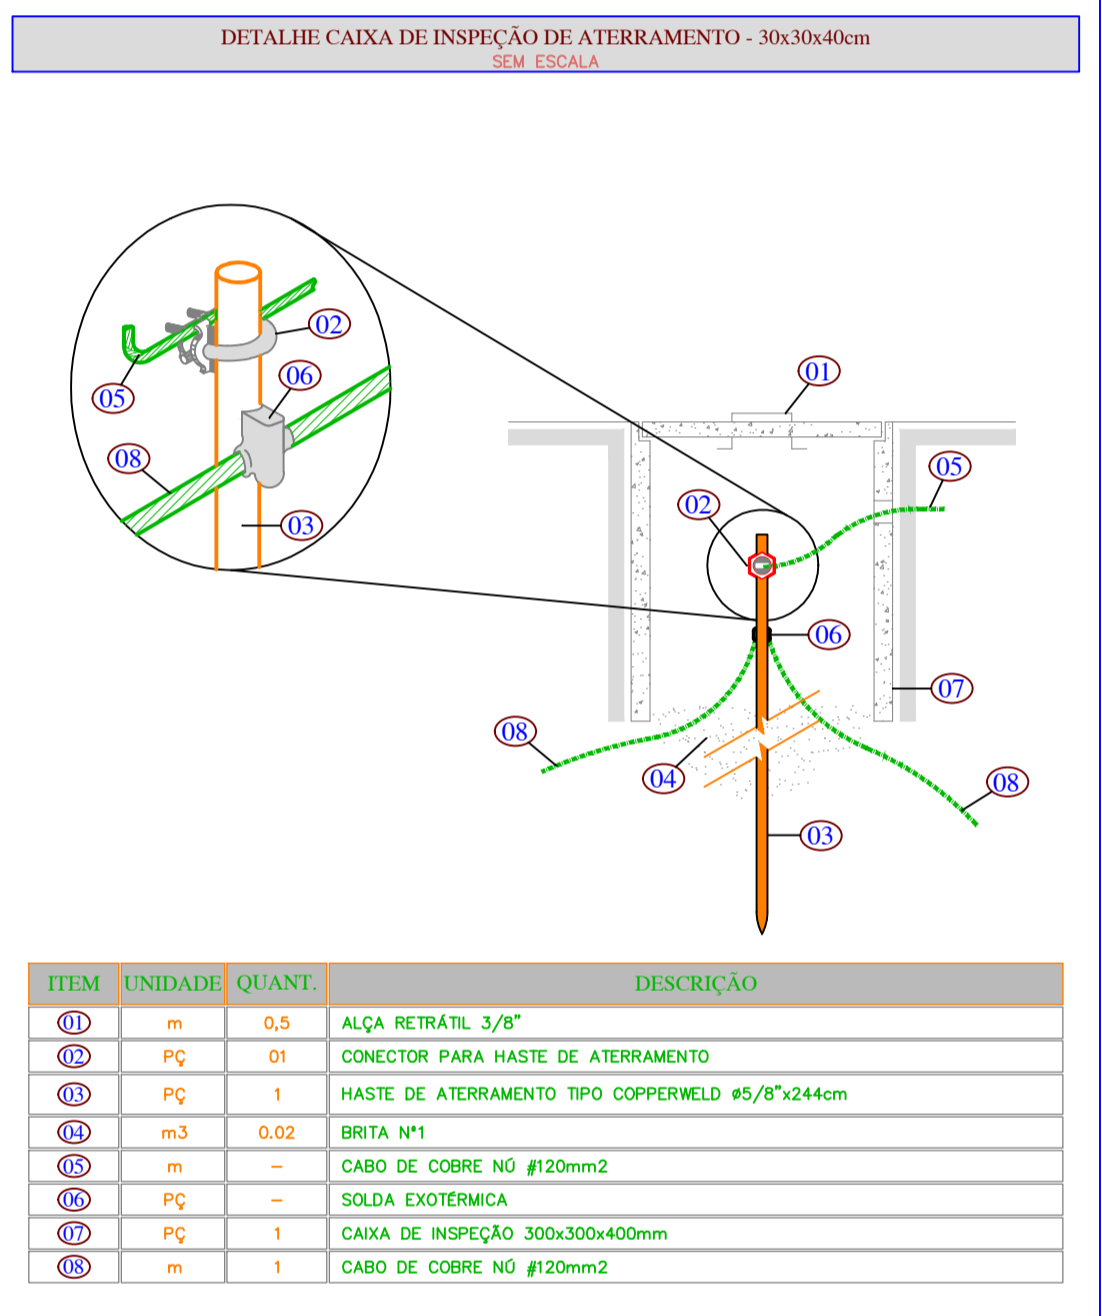 DETALHE CAIXA DE INSPEÇÃO DE ATERRAMENTO - 30x30x40cm
SEM ESCALA
02
06
05
08
03
01
05
02
06
07
08
04
08
03
ITEM UNIDADE QUANT. DESCRIÇÃO
01 m 0,5 ALÇA RETRÁTIL 3/8"
02 PÇ 01 CONECTOR PARA HASTE DE ATERRAMENTO
03 PÇ 1 HASTE DE ATERRAMENTO TIPO COPPERWELD ø5/8"x244cm
04 m3 0.02 BRITA N°1
05 m - CABO DE COBRE NÚ #120mm2
06 PÇ - SOLDA EXOTÉRMICA
07 PÇ 1 CAIXA DE INSPEÇÃO 300x300x400mm
08 m 1 CABO DE COBRE NÚ #120mm2